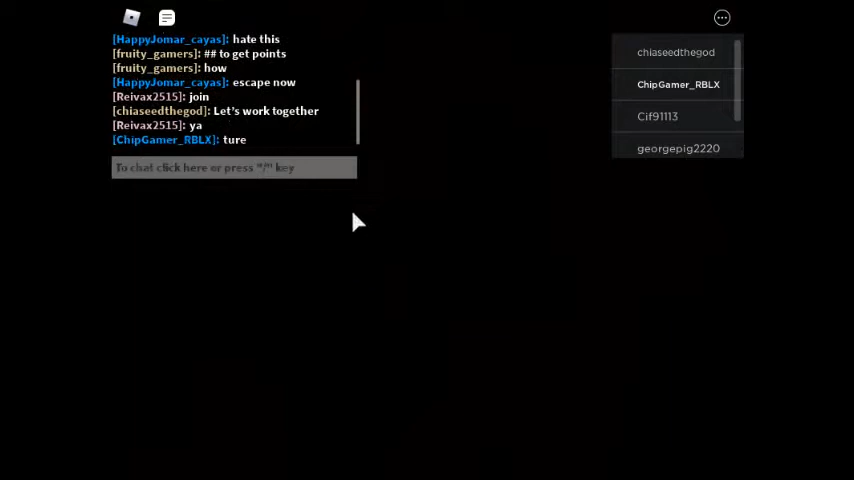 [HappyJomar_cayas]: hate this
[fruity_gamers]: ## to get points
[fruity_gamers]: how
[HappyJomar_cayas]: escape now
[Reivax2515]: join
[chiaseedthegod]: Let's work together
[Reivax2515]: ya
[ChipGamer_RBLX]: ture
To chat click here or press "/" key
chiaseedthegod
ChipGamer_RBLX
Cif91113
georgepig2220